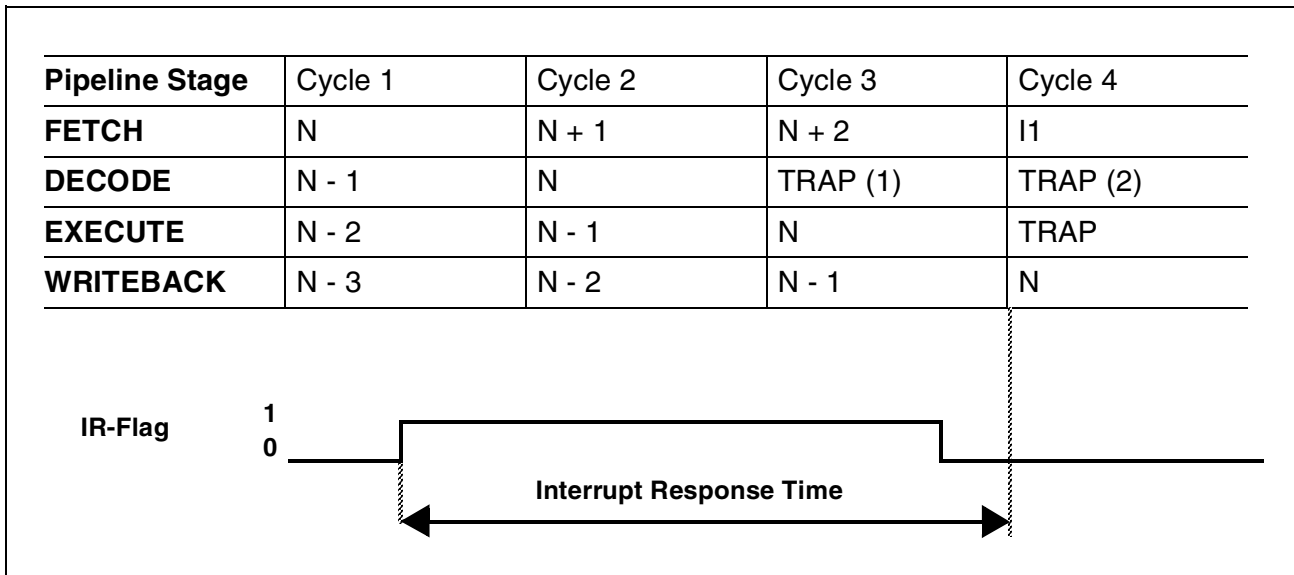 Pipeline Stage Cycle 1 Cycle 2 Cycle 3 Cycle 4
FETCH N N + 1 N + 2 I1
DECODE N - 1 N TRAP (1) TRAP (2)
EXECUTE N - 2 N - 1 N TRAP
WRITEBACK N - 3 N - 2 N - 1 N
IR-Flag 1
0
Interrupt Response Time